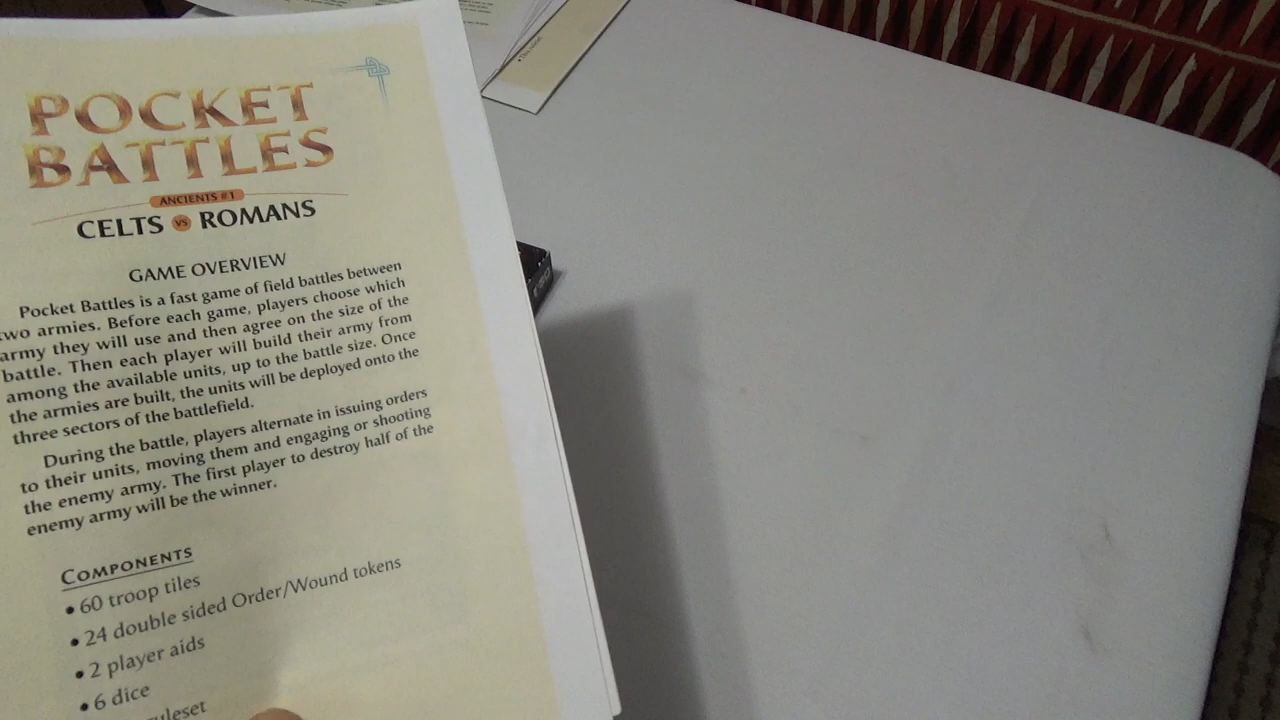 POCKET
BATTLES
ANCIENTS #1
CELTS vs ROMANS
GAME OVERVIEW
Pocket Battles is a fast game of field battles between
two armies. Before each game, players choose which
army they will use and then agree on the size of the
battle. Then each player will build their army from
among the available units, up to the battle size. Once
the armies are built, the units will be deployed onto the
three sectors of the battlefield.
During the battle, players alternate in issuing orders
to their units, moving them and engaging or shooting
the enemy army. The first player to destroy half of the
enemy army will be the winner.
COMPONENTS
• 60 troop tiles
• 24 double sided Order/Wound tokens
• 2 player aids
• 6 dice